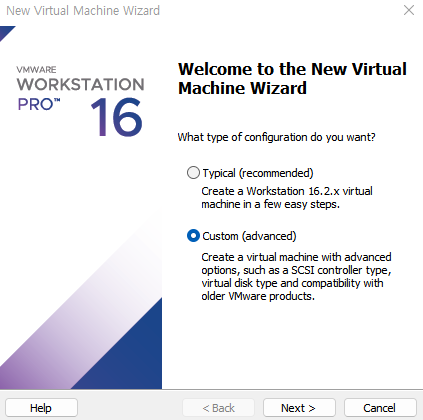 New Virtual Machine Wizard
VMWARE
WORKSTATION
PRO™ 16
Welcome to the New Virtual
Machine Wizard
What type of configuration do you want?
Typical (recommended)
Create a Workstation 16.2.x virtual
machine in a few easy steps.
Custom (advanced)
Create a virtual machine with advanced
options, such as a SCSI controller type,
virtual disk type and compatibility with
older VMware products.
Help < Back Next > Cancel